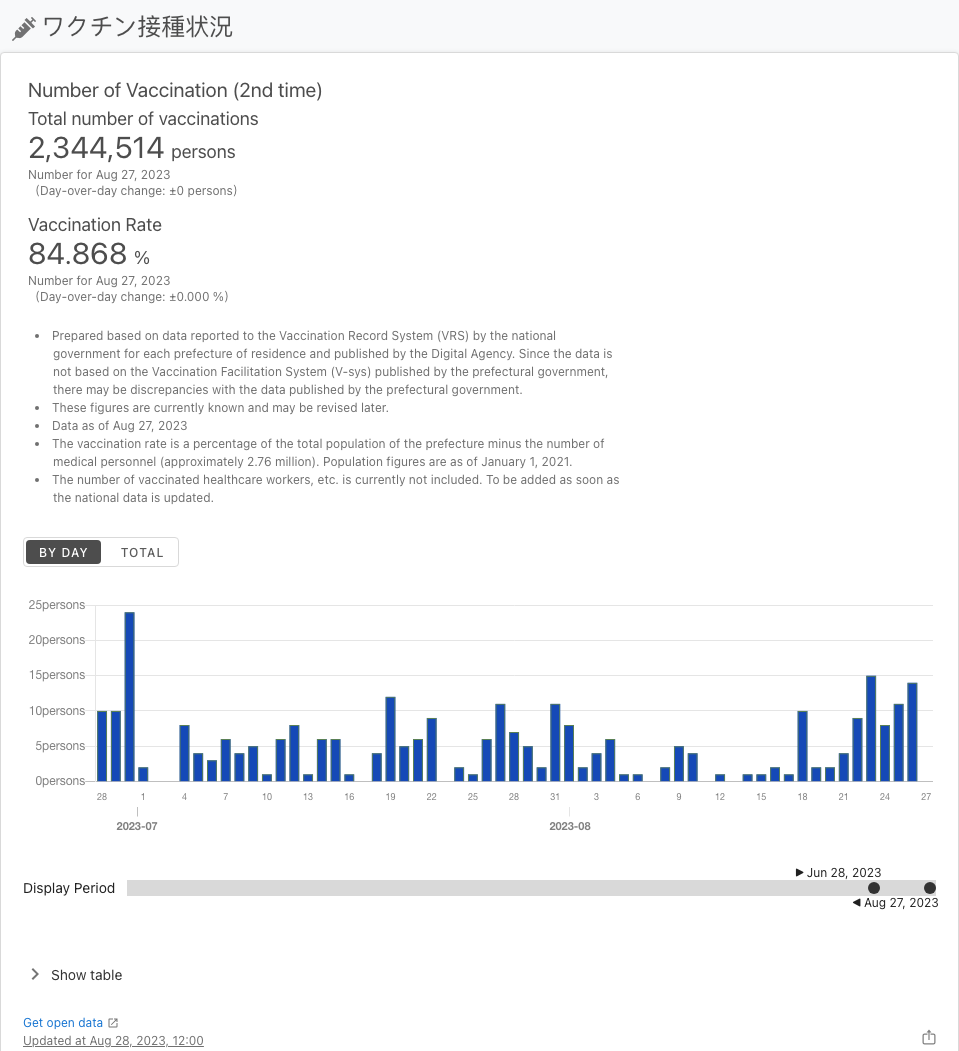 ワクチン接種状況
Number of Vaccination (2nd time)
Total number of vaccinations
2,344,514 persons
Number for Aug 27, 2023
(Day-over-day change: ±0 persons)
Vaccination Rate
84.868 %
Number for Aug 27, 2023
(Day-over-day change: ±0.000 %)
• Prepared based on data reported to the Vaccination Record System (VRS) by the national
government for each prefecture of residence and published by the Digital Agency. Since the data is
not based on the Vaccination Facilitation System (V-sys) published by the prefectural government,
there may be discrepancies with the data published by the prefectural government.
• These figures are currently known and may be revised later.
• Data as of Aug 27, 2023
• The vaccination rate is a percentage of the total population of the prefecture minus the number of
medical personnel (approximately 2.76 million). Population figures are as of January 1, 2021.
• The number of vaccinated healthcare workers, etc. is currently not included. To be added as soon as
the national data is updated.
BY DAY TOTAL
25persons
20persons
15persons
10persons
5persons
0persons
28 1 4 7 10 13 16 19 22 25 28 31 3 6 9 12 15 18 21 24 27
2023-07 2023-08
▶ Jun 28, 2023
Display Period
◀ Aug 27, 2023
Show table
Get open data
Updated at Aug 28, 2023, 12:00